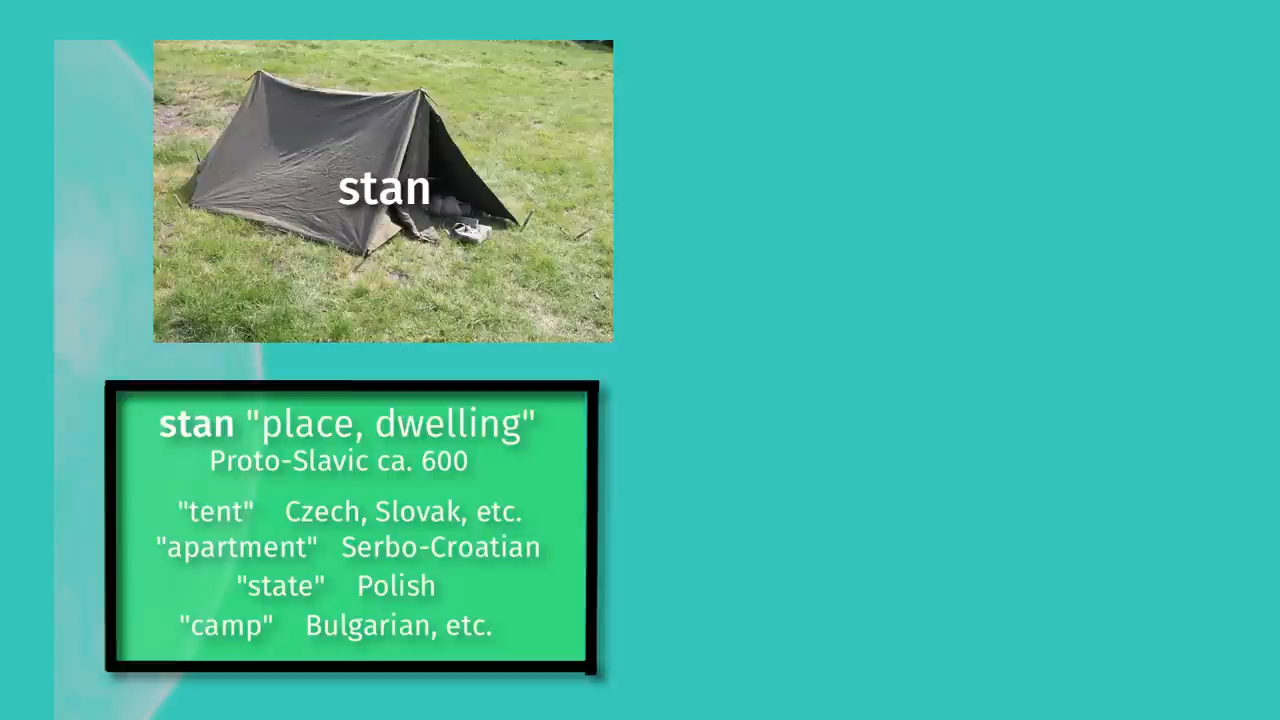 stan
stan "place, dwelling"
Proto-Slavic ca. 600
"tent" Czech, Slovak, etc.
"apartment" Serbo-Croatian
"state" Polish
"camp" Bulgarian, etc.